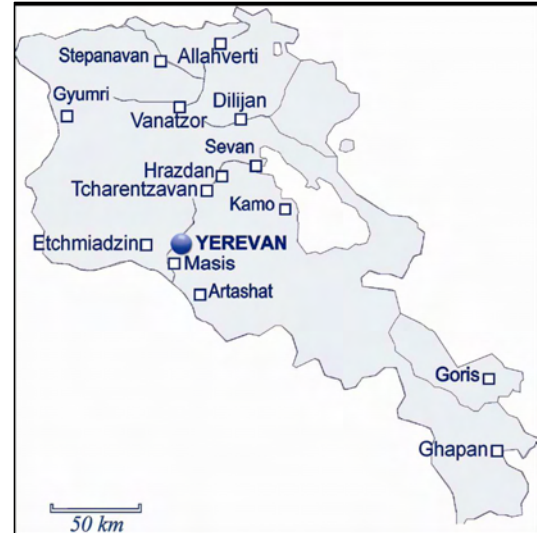 Stepanavan
Allahverti
Gyumri
Vanatzor
Dilijan
Sevan
Hrazdan
Tcharentzavan
Kamo
Etchmiadzin
YEREVAN
Masis
Artashat
Goris
Ghapan
50 km